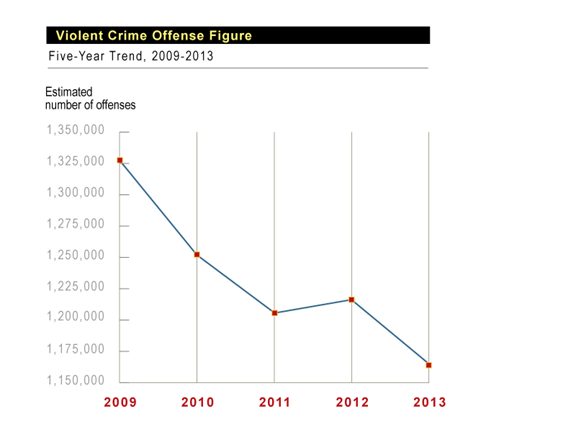 Violent Crime Offense Figure
Five-Year Trend, 2009-2013
Estimated
number of offenses
1,350,000
1,325,000
1,300,000
1,275,000
1,250,000
1,225,000
1,200,000
1,175,000
1,150,000
2009 2010 2011 2012 2013